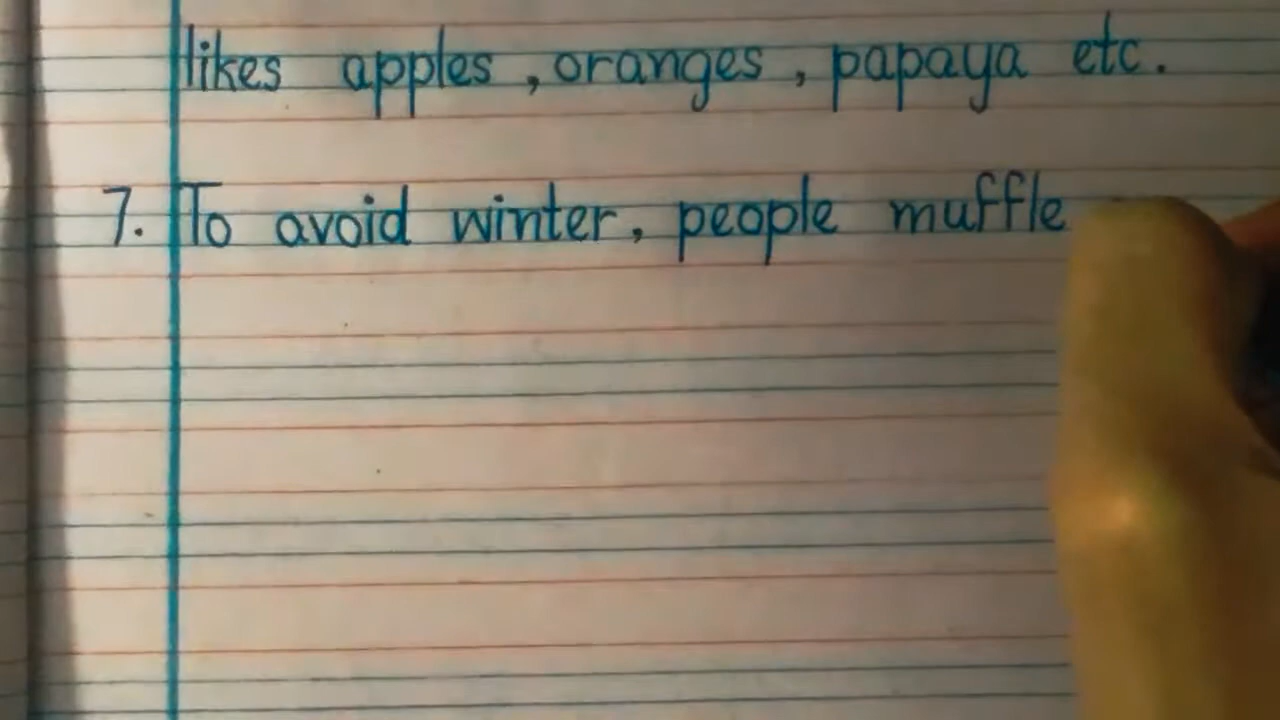 likes apples , oranges , papaya etc.
7. To avoid winter, people muffle